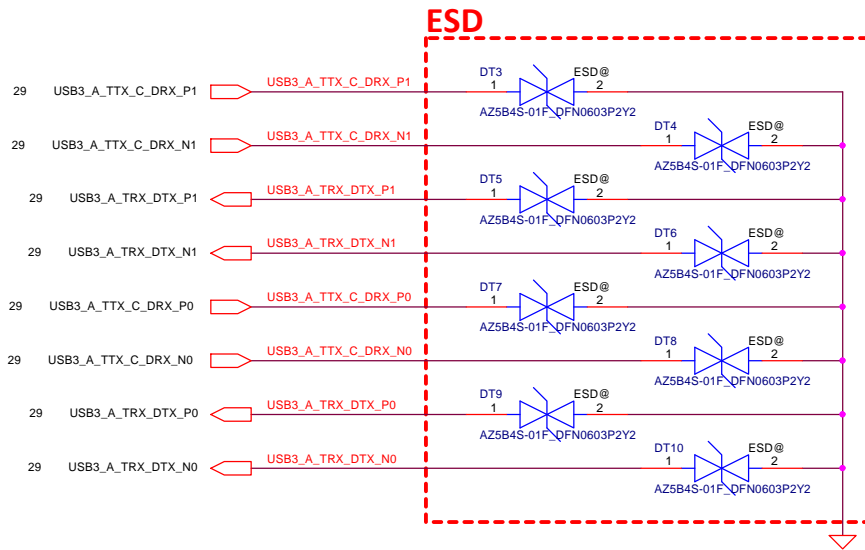 ESD
29 USB3_A_TTX_C_DRX_P1 USB3_A_TTX_C_DRX_P1 DT3 ESD@
1 2
AZ5B4S-01F_DFN0603P2Y2
29 USB3_A_TTX_C_DRX_N1 USB3_A_TTX_C_DRX_N1 DT4 ESD@
1 2
AZ5B4S-01F_DFN0603P2Y2
29 USB3_A_TRX_DTX_P1 USB3_A_TRX_DTX_P1 DT5 ESD@
1 2
AZ5B4S-01F_DFN0603P2Y2
29 USB3_A_TRX_DTX_N1 USB3_A_TRX_DTX_N1 DT6 ESD@
1 2
AZ5B4S-01F_DFN0603P2Y2
29 USB3_A_TTX_C_DRX_P0 USB3_A_TTX_C_DRX_P0 DT7 ESD@
1 2
AZ5B4S-01F_DFN0603P2Y2
29 USB3_A_TTX_C_DRX_N0 USB3_A_TTX_C_DRX_N0 DT8 ESD@
1 2
AZ5B4S-01F_DFN0603P2Y2
29 USB3_A_TRX_DTX_P0 USB3_A_TRX_DTX_P0 DT9 ESD@
1 2
AZ5B4S-01F_DFN0603P2Y2
29 USB3_A_TRX_DTX_N0 USB3_A_TRX_DTX_N0 DT10 ESD@
1 2
AZ5B4S-01F_DFN0603P2Y2